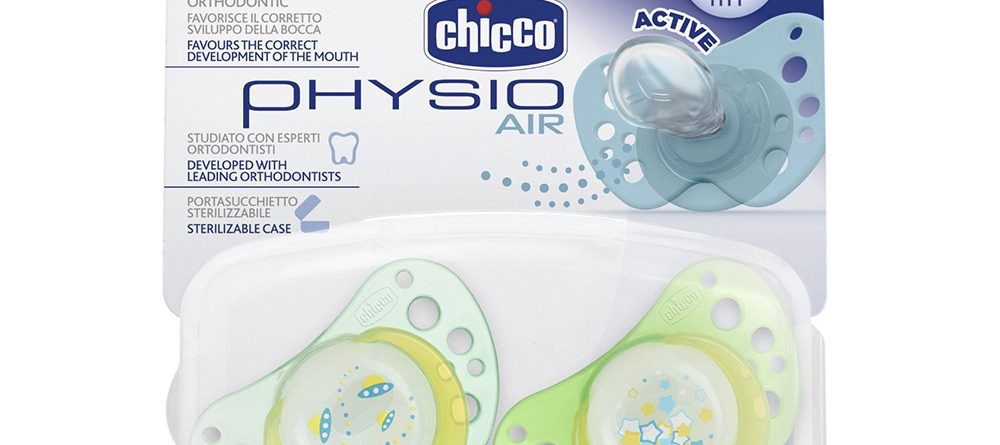 ORTHODONTIC
FAVORISCE IL CORRETTO
SVILUPPO DELLA BOCCA
FAVOURS THE CORRECT
DEVELOPMENT OF THE MOUTH
chicco
ACTIVE
PHYSIO
AIR
STUDIATO CON ESPERTI
ORTODONTISTI
DEVELOPED WITH
LEADING ORTHODONTISTS
PORTASUCCHIETTO
STERILIZZABILE
STERILIZABLE CASE
chicco
chicco